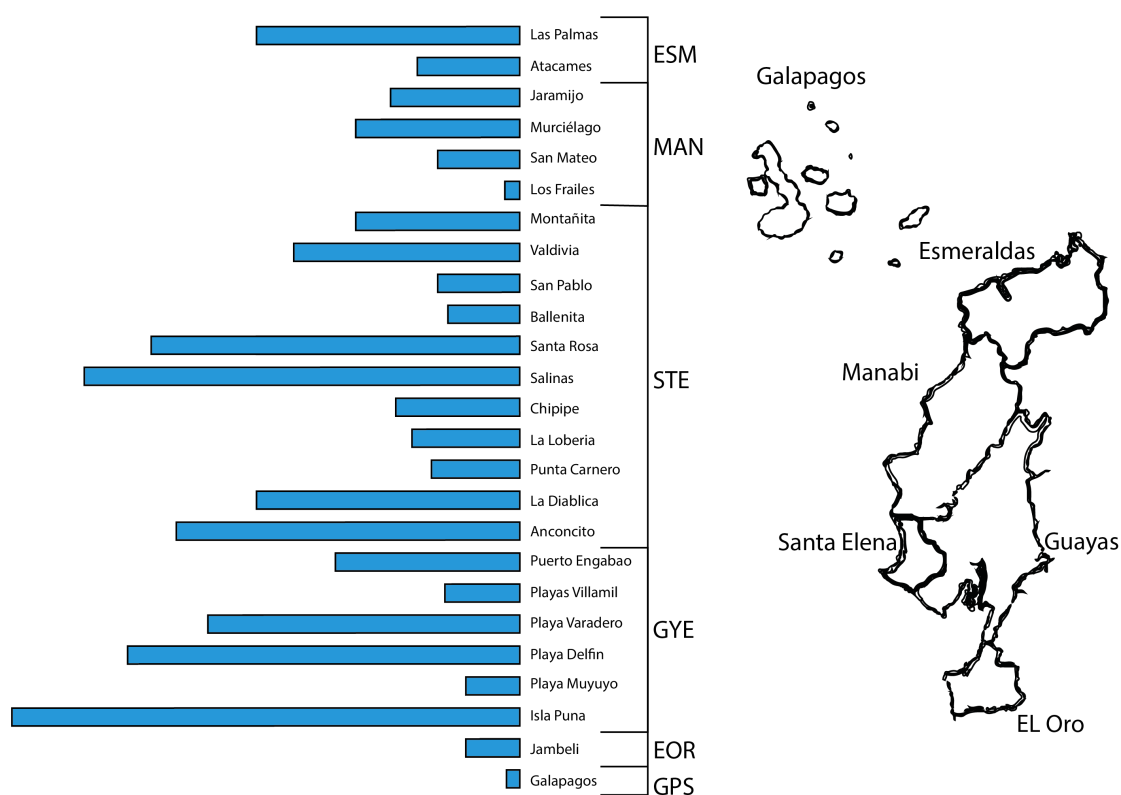 Las Palmas
Atacames
ESM
Jaramijo
Murciélago
San Mateo
Los Frailes
MAN
Montañita
Valdivia
San Pablo
Ballenita
Santa Rosa
Salinas
Chipipe
La Loberia
Punta Carnero
La Diablica
Anconcito
STE
Puerto Engabao
Playas Villamil
Playa Varadero
Playa Delfin
Playa Muyuyo
Isla Puna
GYE
Jambeli
EOR
Galapagos
GPS
Galapagos
Esmeraldas
Manabi
Santa Elena
Guayas
EL Oro